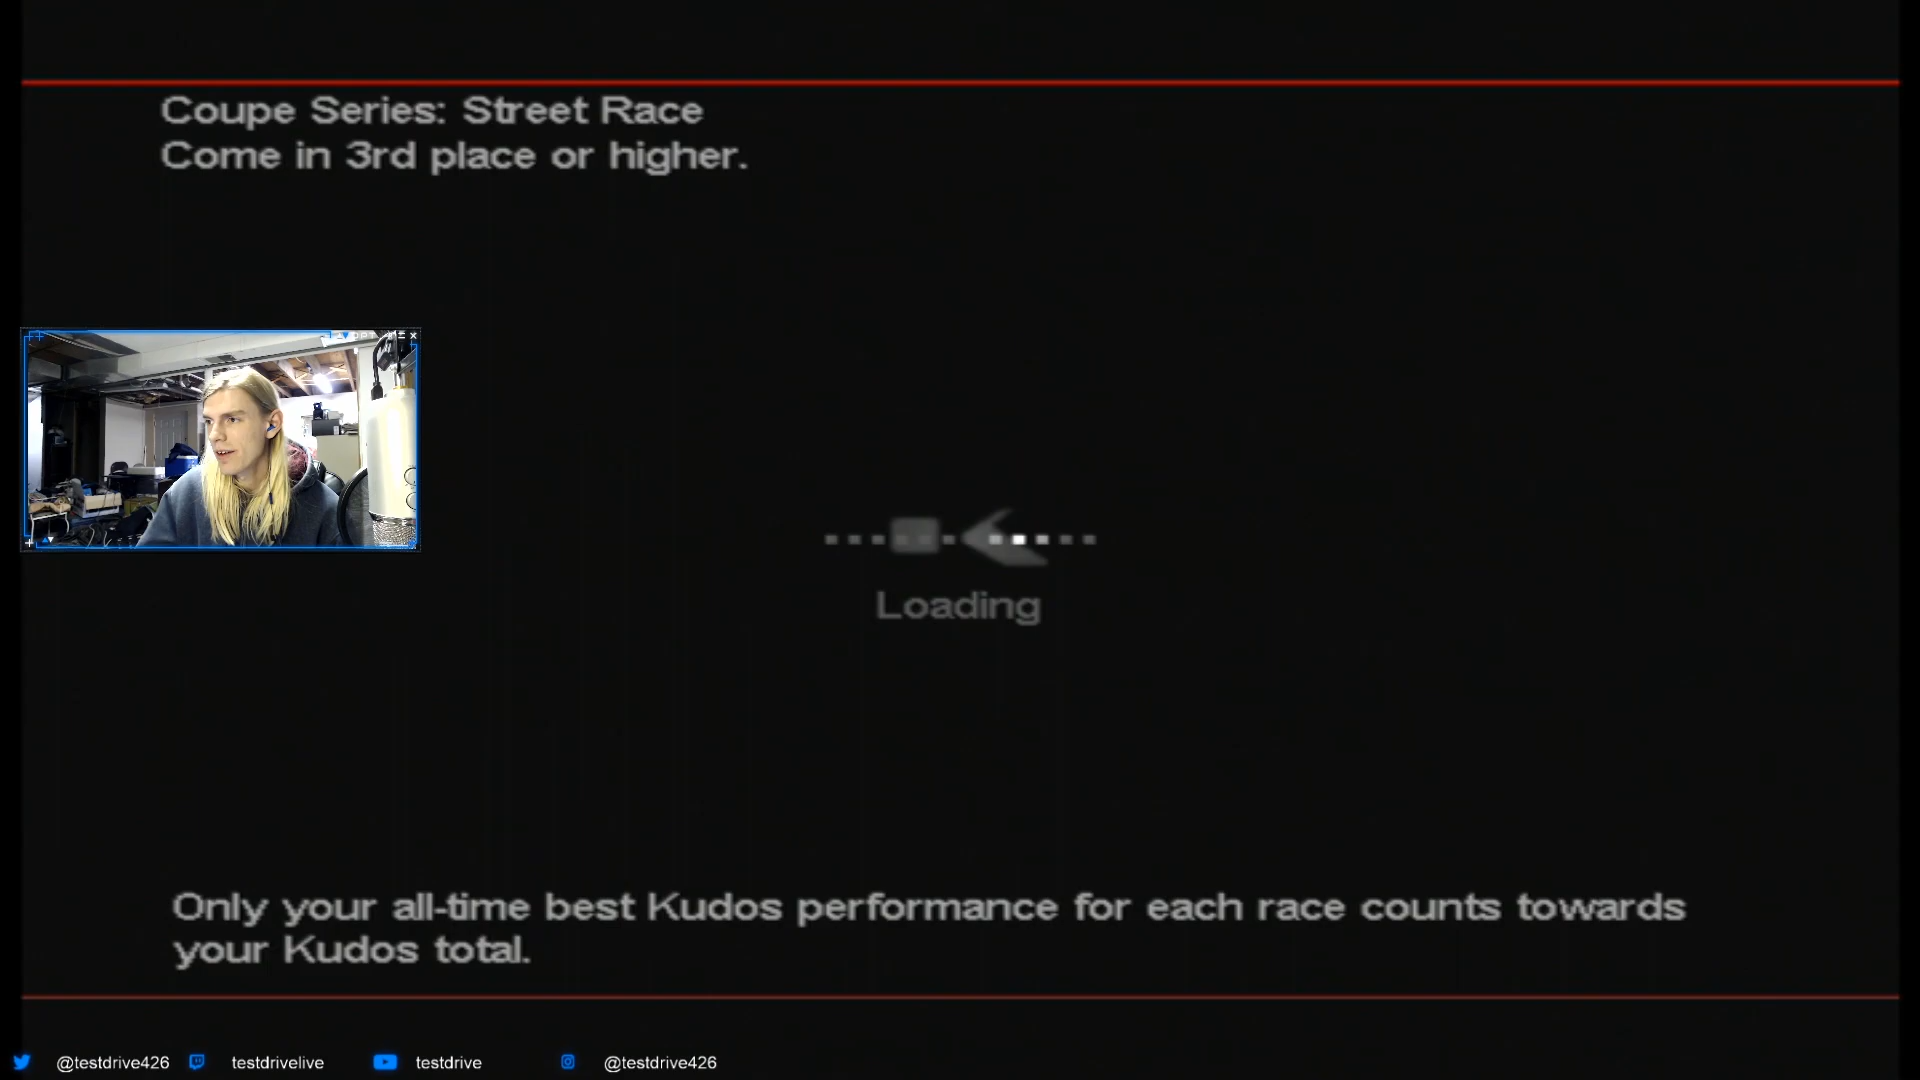 Coupe Series: Street Race
Come in 3rd place or higher.
Loading
Only your all-time best Kudos performance for each race counts towards
your Kudos total.
@testdrive426 testdrivelive testdrive @testdrive426